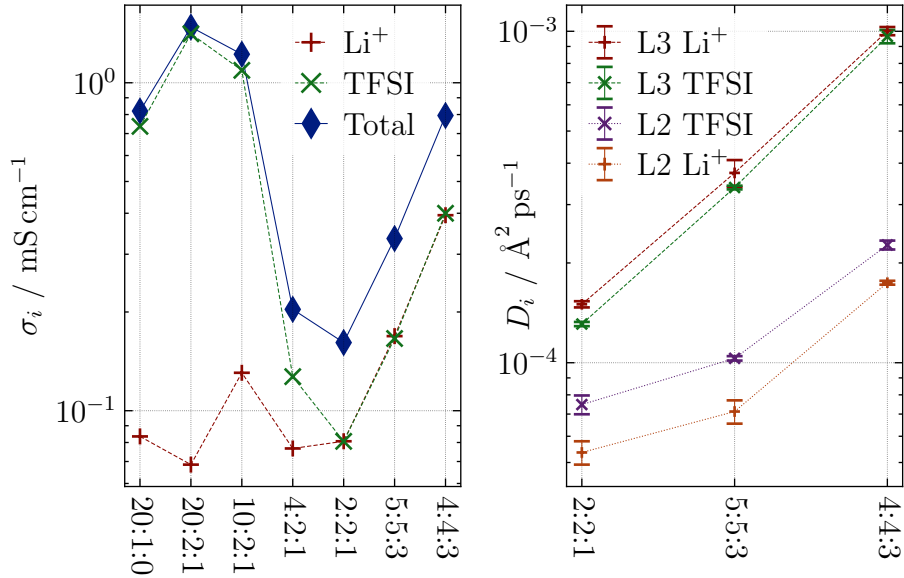 σᵢ / mS cm⁻¹
10⁰
10⁻¹
Li⁺
TFSI
Total
20:1:0
20:2:1
10:2:1
4:2:1
2:2:1
5:5:3
4:4:3
Dᵢ / Å² ps⁻¹
10⁻³
10⁻⁴
L3 Li⁺
L3 TFSI
L2 TFSI
L2 Li⁺
2:2:1
5:5:3
4:4:3